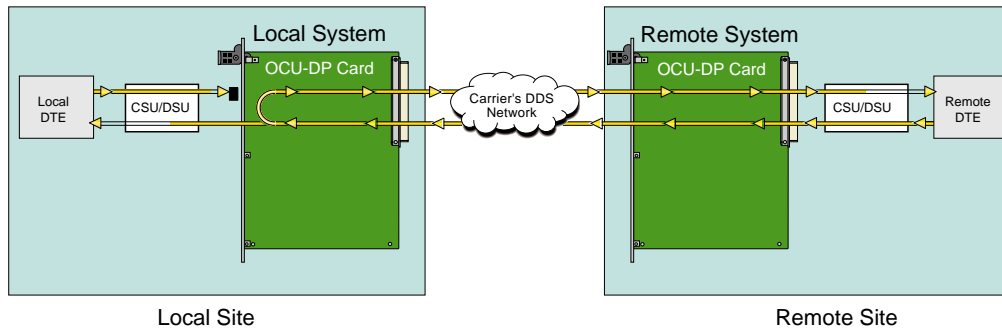 Local System
Remote System
OCU-DP Card
OCU-DP Card
Local
DTE
CSU/DSU
Carrier's DDS
Network
CSU/DSU
Remote
DTE
Local Site
Remote Site